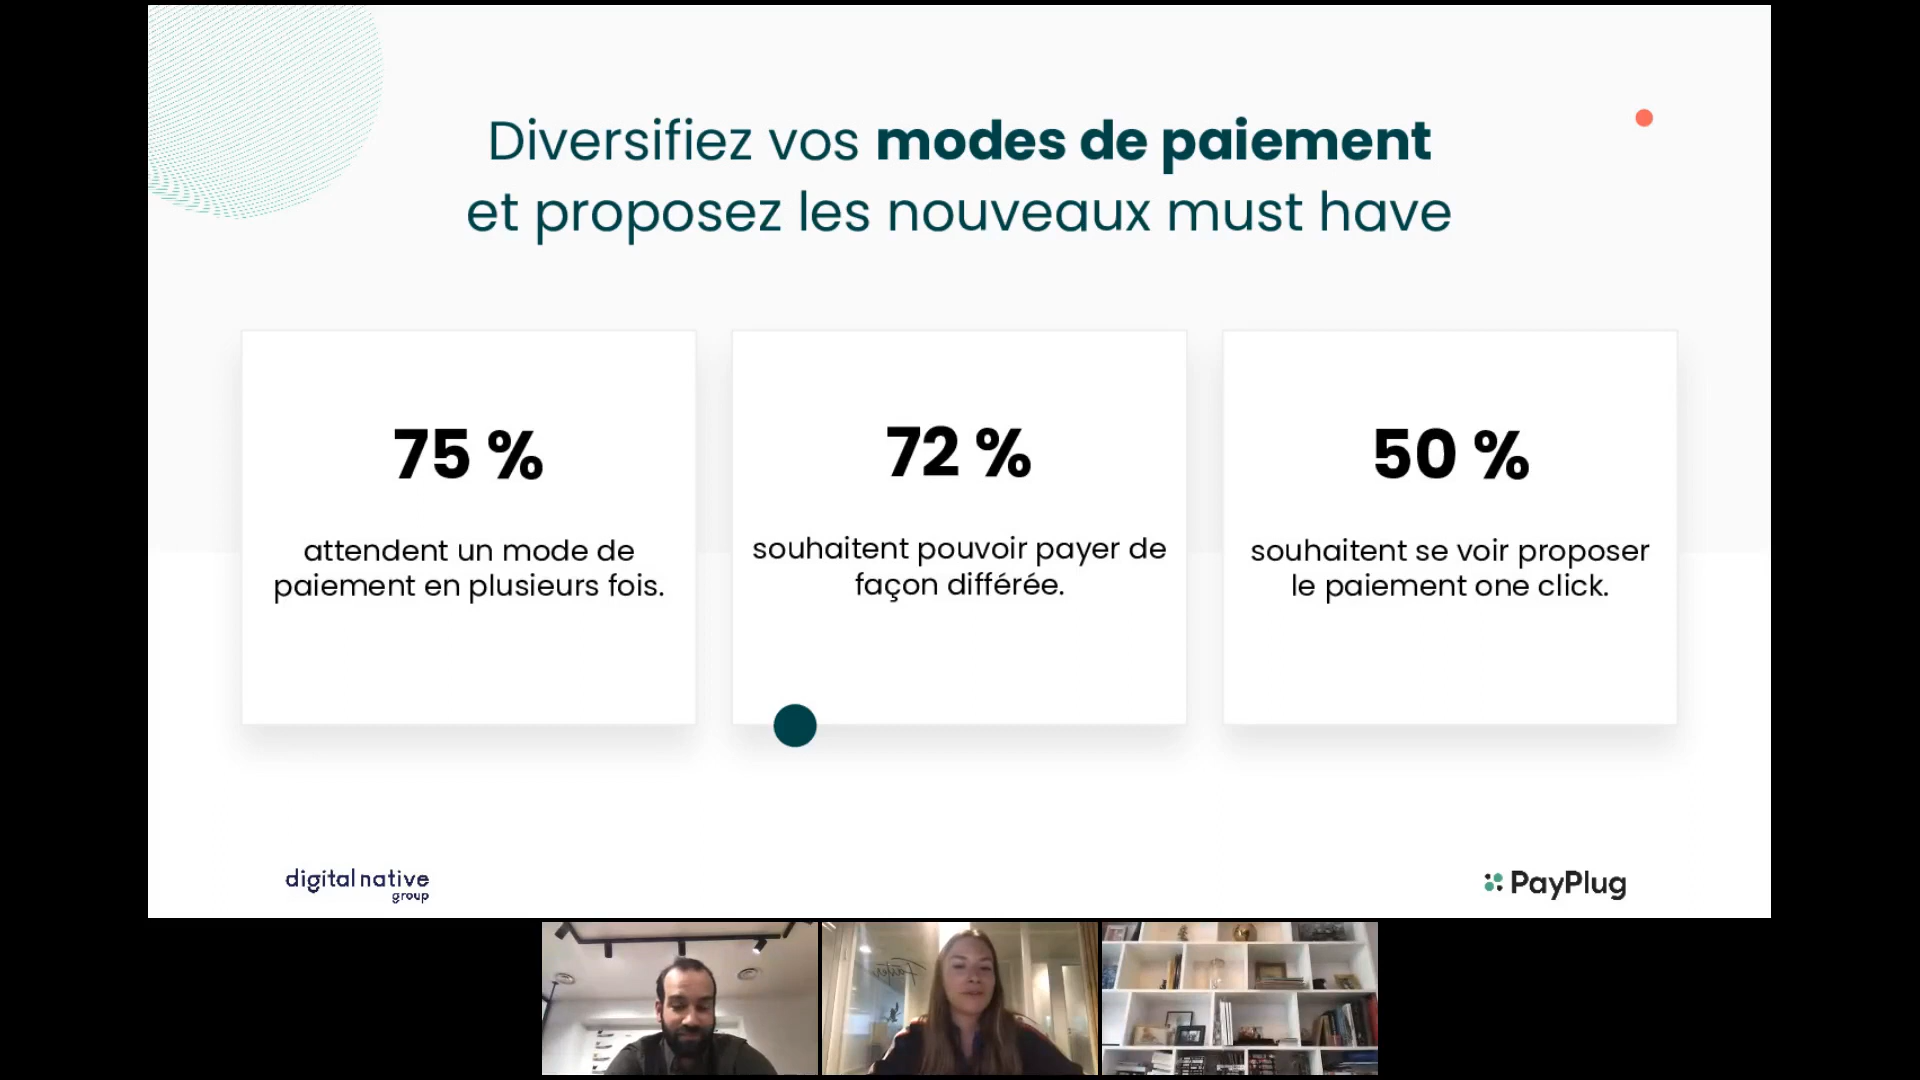 Diversifiez vos modes de paiement
et proposez les nouveaux must have
75 %
attendent un mode de
paiement en plusieurs fois.
72 %
souhaitent pouvoir payer de
façon différée.
50 %
souhaitent se voir proposer
le paiement one click.
digital native
group
PayPlug